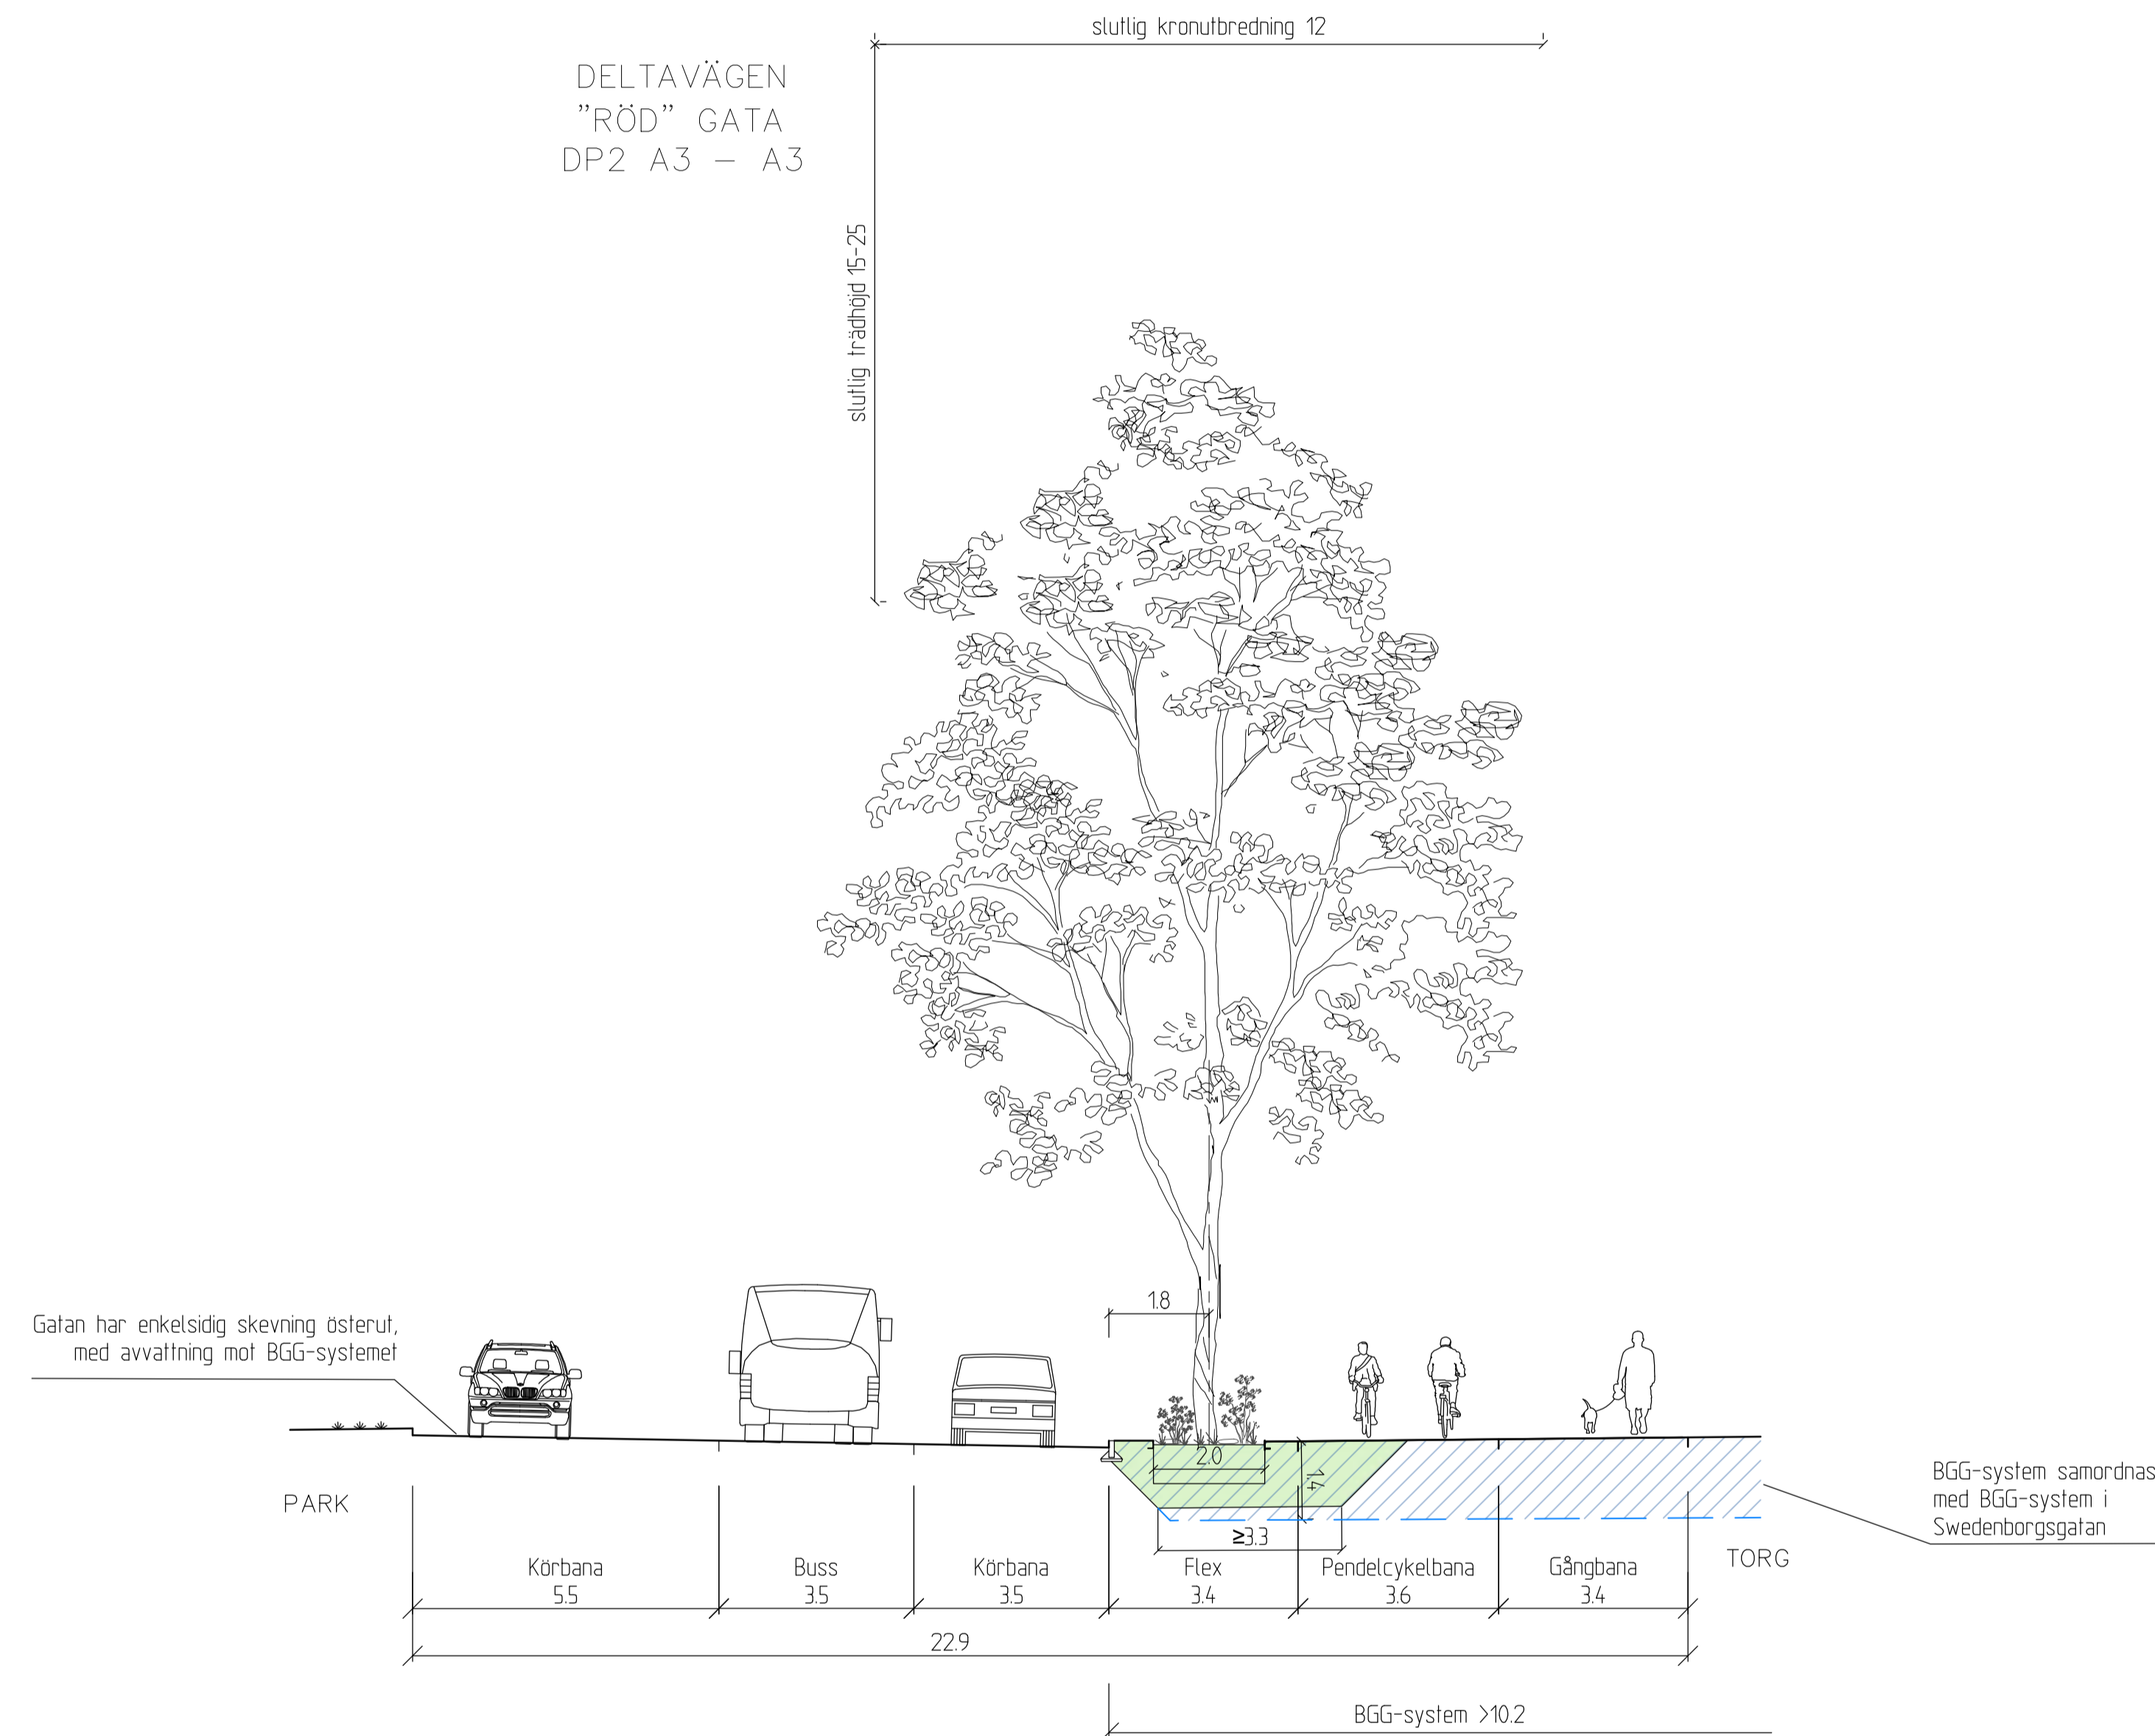 slutlig kronutbredning 12
DELTAVÄGEN
"RÖD" GATA
DP2 A3 - A3
slutlig trädhöjd 15-25
1.8
Gatan har enkelsidig skevning österut,
med avvattning mot BGG-systemet
2.0
1.4
≥3.3
PARK
BGG-system samordnas
med BGG-system i
Swedenborgsgatan
TORG
Körbana
5.5
Buss
3.5
Körbana
3.5
Flex
3.4
Pendelcykelbana
3.6
Gångbana
3.4
22.9
BGG-system >10.2